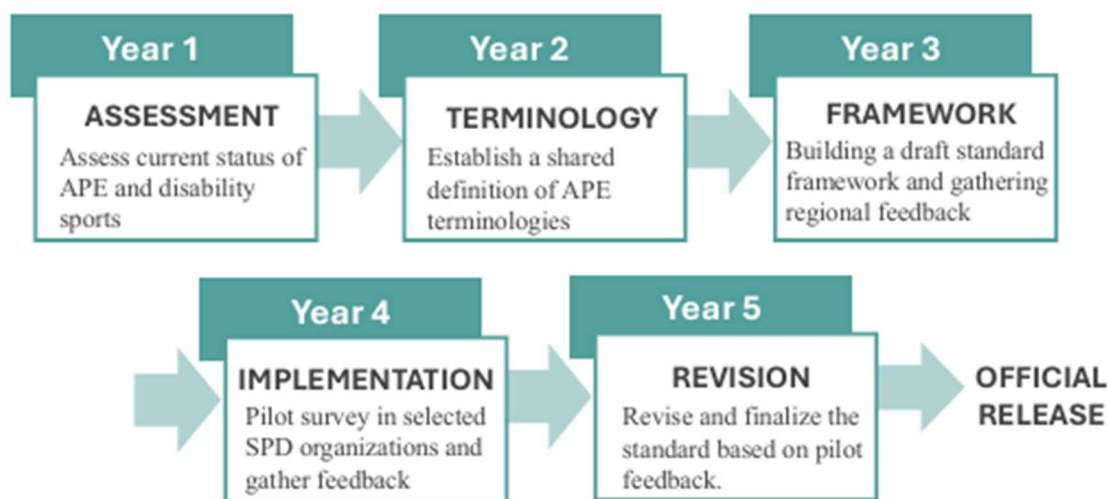 Year 1
ASSESSMENT
Assess current status of
APE and disability
sports
Year 2
TERMINOLOGY
Establish a shared
definition of APE
terminologies
Year 3
FRAMEWORK
Building a draft standard
framework and gathering
regional feedback
Year 4
IMPLEMENTATION
Pilot survey in selected
SPD organizations and
gather feedback
Year 5
REVISION
Revise and finalize the
standard based on pilot
feedback.
OFFICIAL
RELEASE